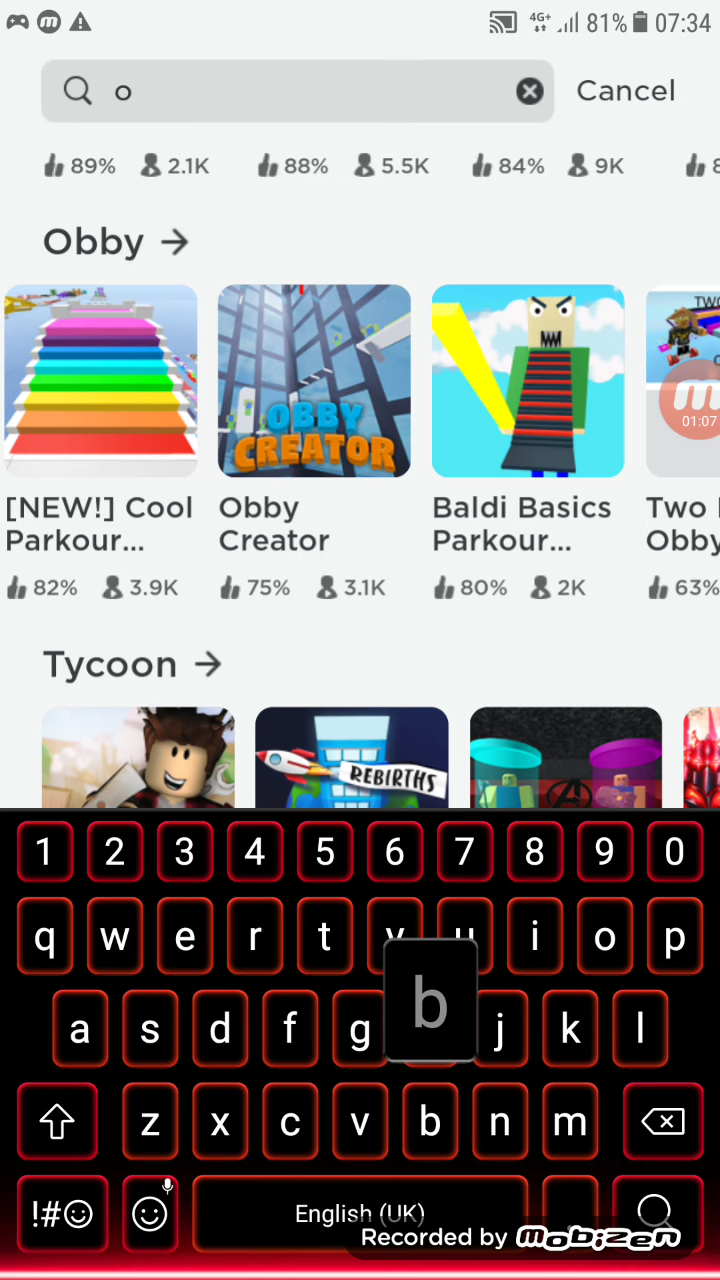 4G+ 81% 07:34
o Cancel
89% 2.1K 88% 5.5K 84% 9K
Obby →
OBBY CREATOR
TWO
01:07
[NEW!] Cool Parkour...
Obby Creator
Baldi Basics Parkour...
Two
Obby
82% 3.9K 75% 3.1K 80% 2K 63%
Tycoon →
REBIRTHS
1 2 3 4 5 6 7 8 9 0
q w e r t y u i o p
b
a s d f g j k l
z x c v b n m
!#☺ English (UK) .
Recorded by mobizen